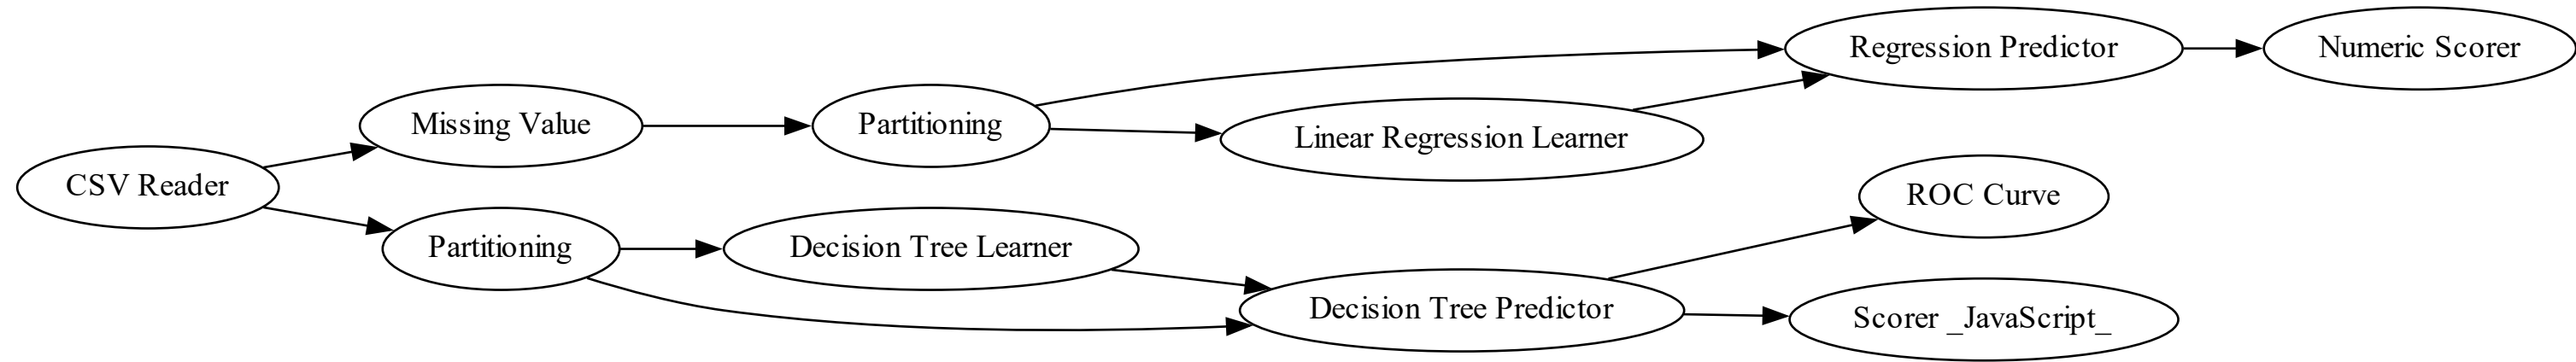 CSV Reader
Missing Value
Partitioning
Linear Regression Learner
Regression Predictor
Numeric Scorer
Partitioning
Decision Tree Learner
Decision Tree Predictor
ROC Curve
Scorer _JavaScript_